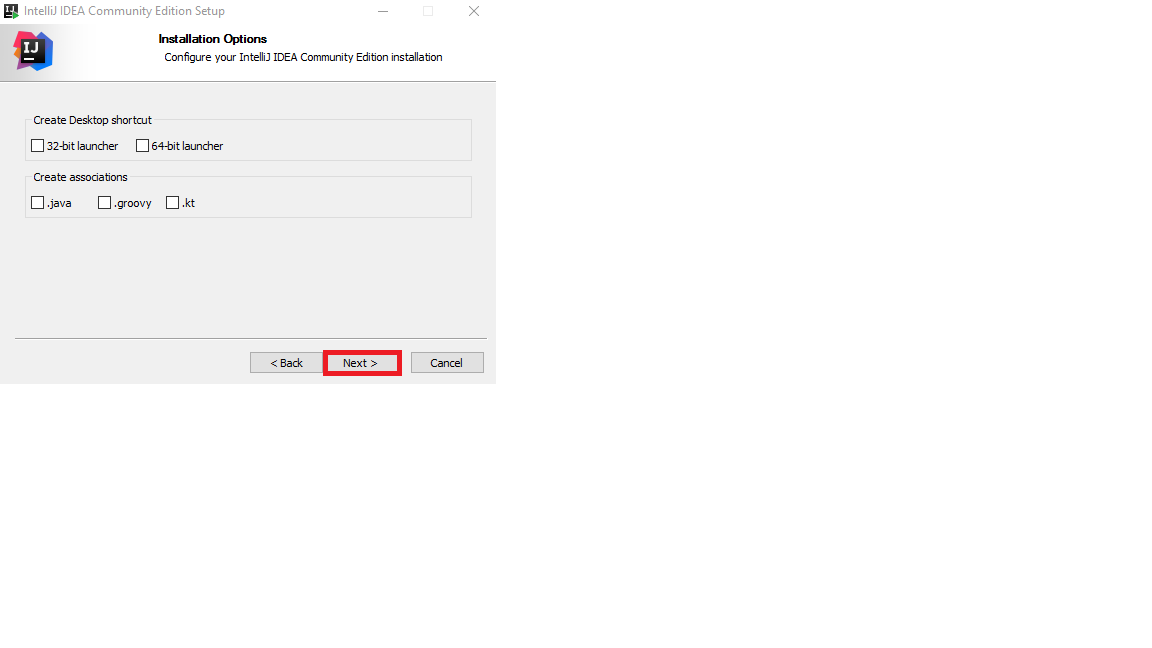 IntelliJ IDEA Community Edition Setup
IJ
Installation Options
Configure your IntelliJ IDEA Community Edition installation
Create Desktop shortcut
32-bit launcher 64-bit launcher
Create associations
.java .groovy .kt
< Back Next > Cancel